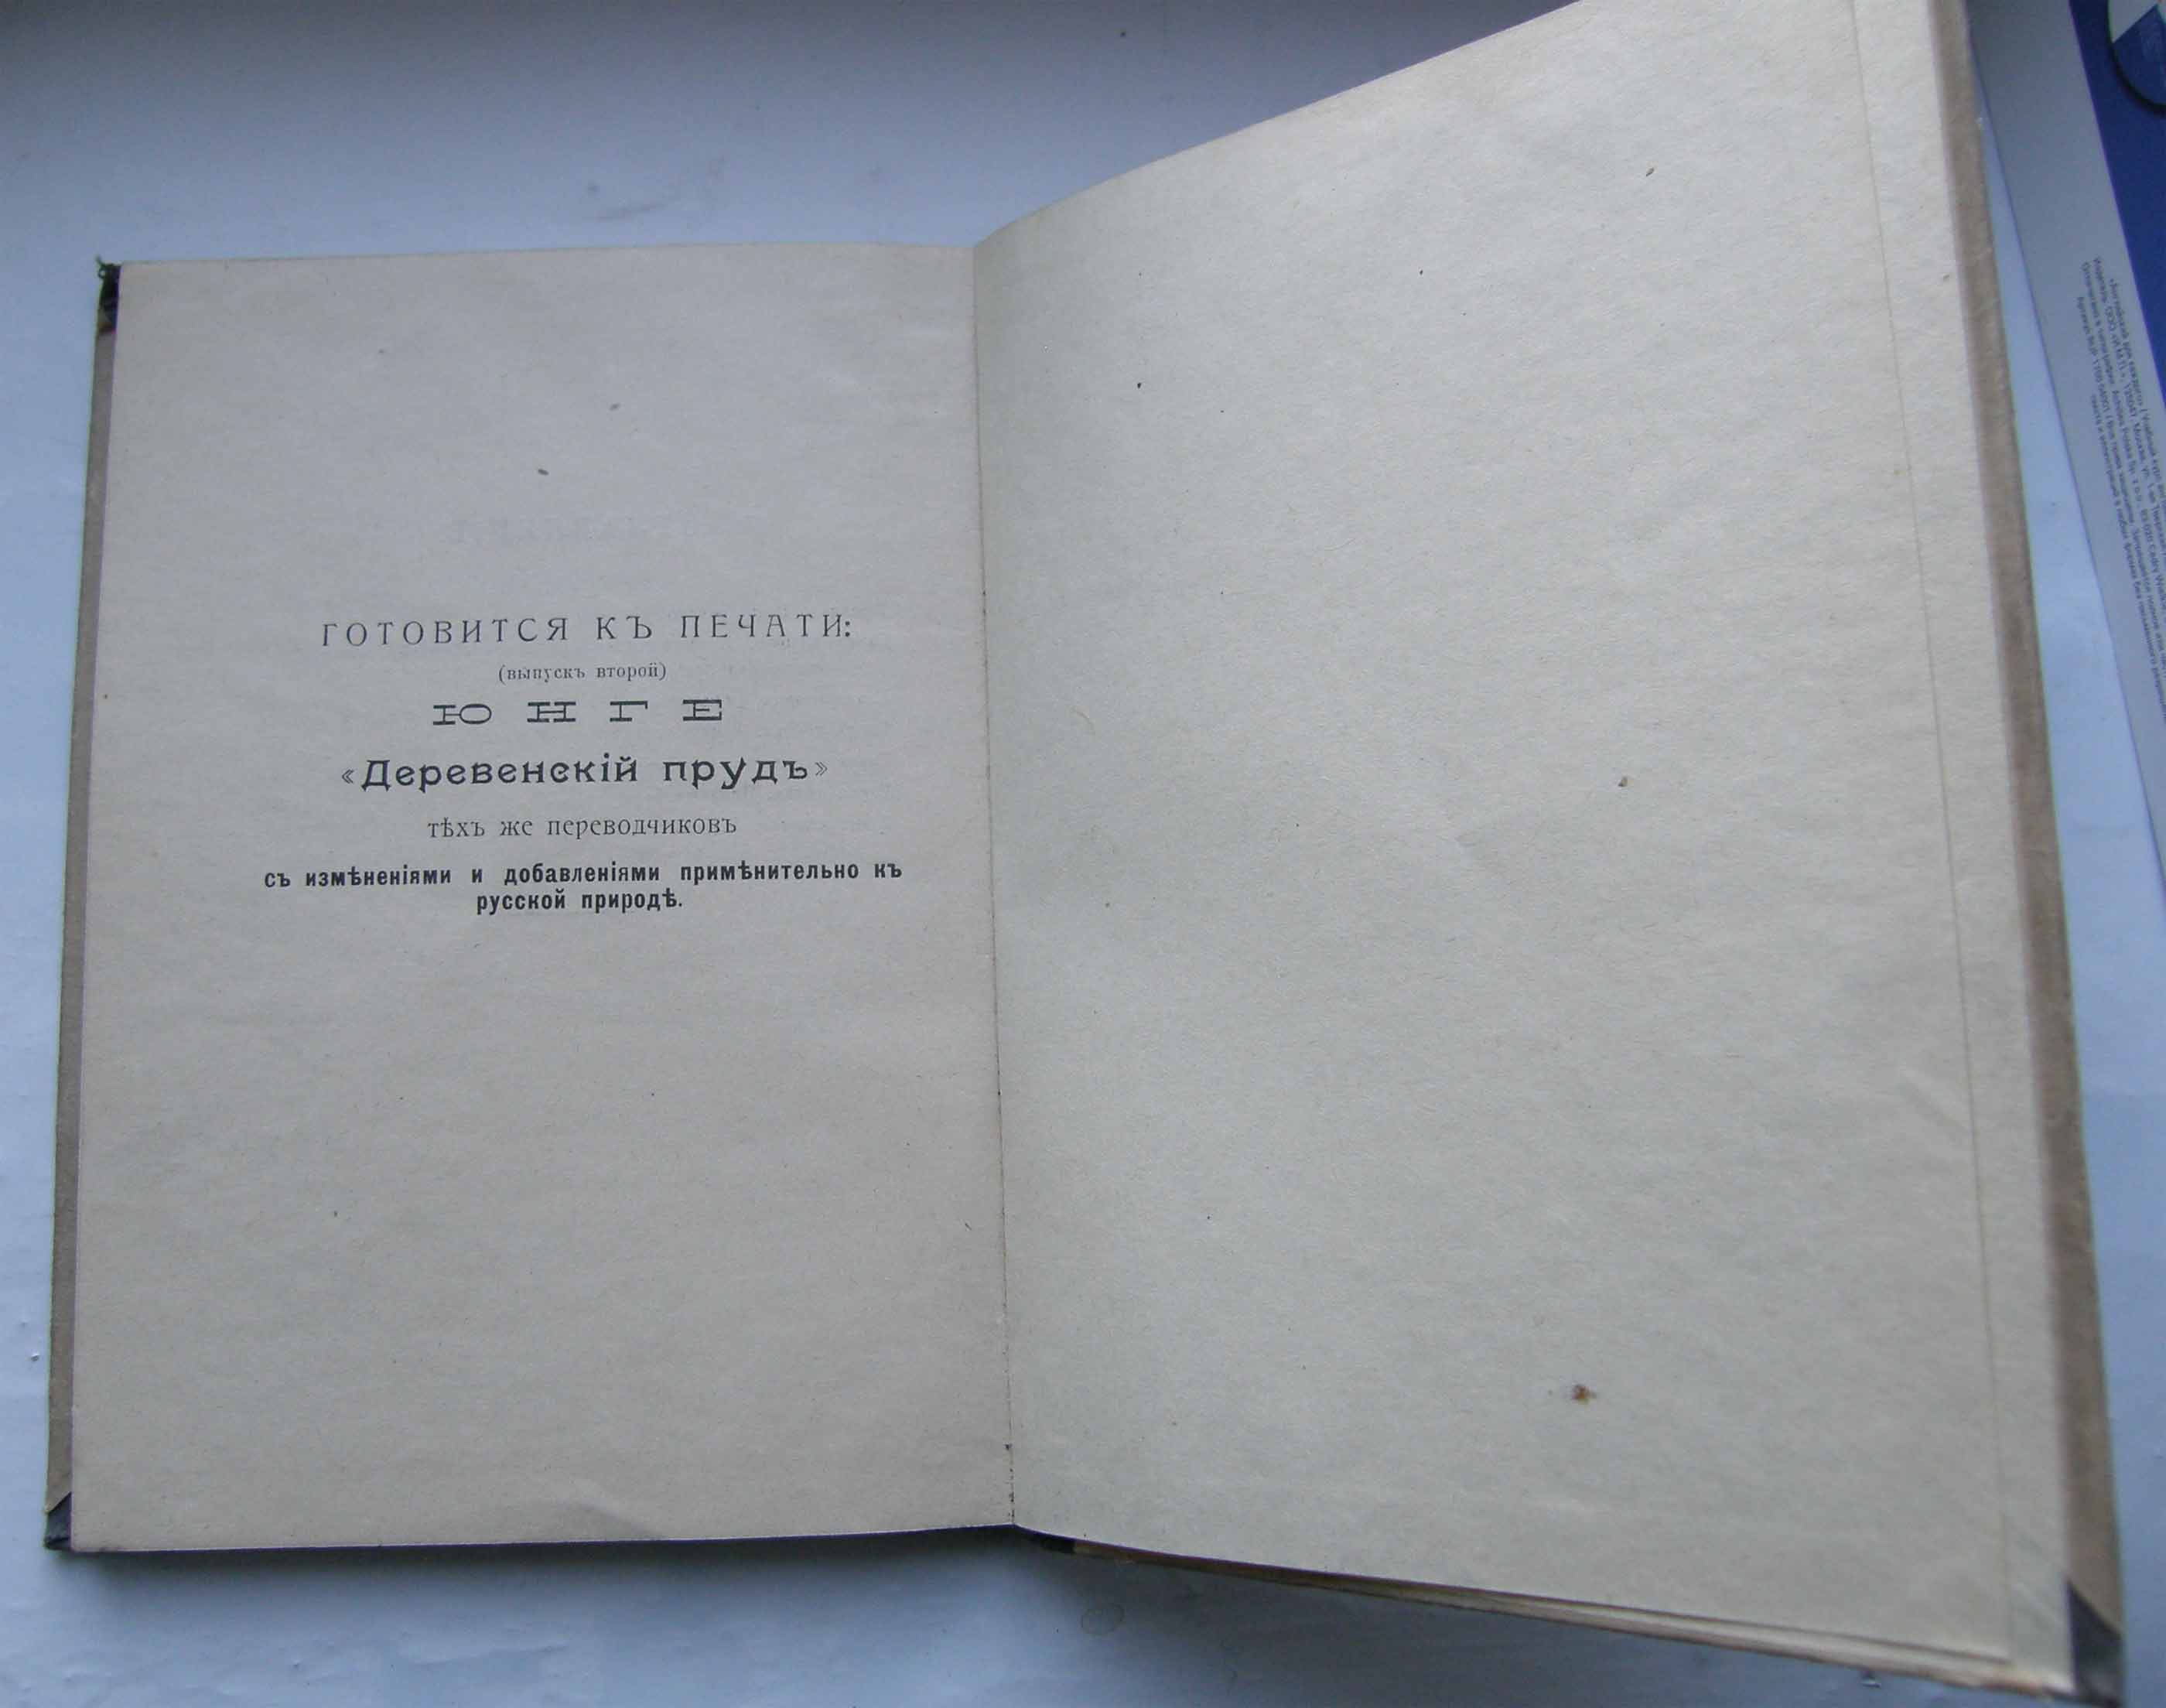 ГОТОВИТСЯ КЪ ПЕЧАТИ:
(выпускъ второй)
ЮНГЕ
«Деревенскій прудъ»
тѣхъ же переводчиковъ
съ измѣненіями и добавленіями примѣнительно къ
русской природѣ.